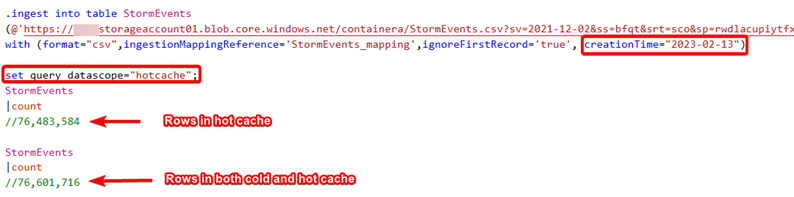 .ingest into table StormEvents
(@'https://storageaccount01.blob.core.windows.net/containera/StormEvents.csv?sv=2021-12-02&ss=bfqt&srt=sco&sp=rwdlacupiytfx
with (format="csv",ingestionMappingReference='StormEvents_mapping',ignoreFirstRecord='true', creationTime="2023-02-13")
set query_datascope="hotcache";
StormEvents
|count
//76,483,584 Rows in hot cache
StormEvents
|count
//76,601,716 Rows in both cold and hot cache